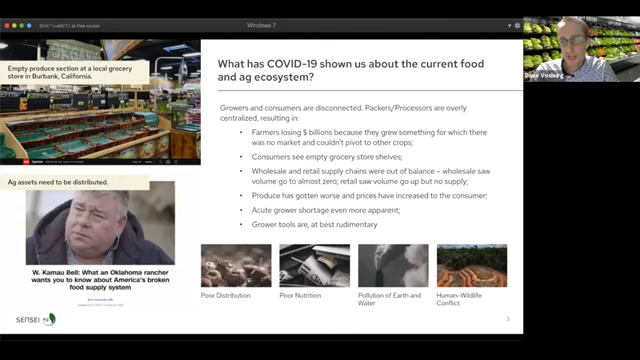 Windows 7
Empty produce section at a local grocery
store in Burbank, California.
Ag assets need to be distributed.
W. Kamau Bell: What an Oklahoma rancher
wants you to know about America's broken
food supply system
SENSEI Ag
What has COVID-19 shown us about the current food
and ag ecosystem?
Growers and consumers are disconnected. Packers/Processors are overly
centralized, resulting in:
• Farmers losing $ billions because they grew something for which there
was no market and couldn't pivot to other crops;
• Consumers see empty grocery store shelves;
• Wholesale and retail supply chains were out of balance – wholesale saw
volume go to almost zero; retail saw volume go up but no supply;
• Produce has gotten worse and prices have increased to the consumer;
• Acute grower shortage even more apparent;
• Grower tools are, at best rudimentary
Poor Distribution
Poor Nutrition
Pollution of Earth and
Water
Human-Wildlife
Conflict
3
Dave Vosburg